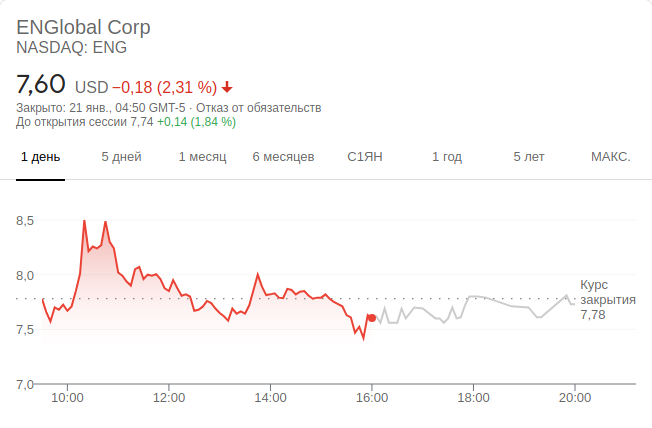 ENGlobal Corp
NASDAQ: ENG
7,60 USD −0,18 (2,31 %)
Закрыто: 21 янв., 04:50 GMT-5 · Отказ от обязательств
До открытия сессии 7,74 +0,14 (1,84 %)
1 день 5 дней 1 месяц 6 месяцев С1ЯН 1 год 5 лет МАКС.
8,5
8,0
Курс
закрытия
7,78
7,5
7,0
10:00 12:00 14:00 16:00 18:00 20:00